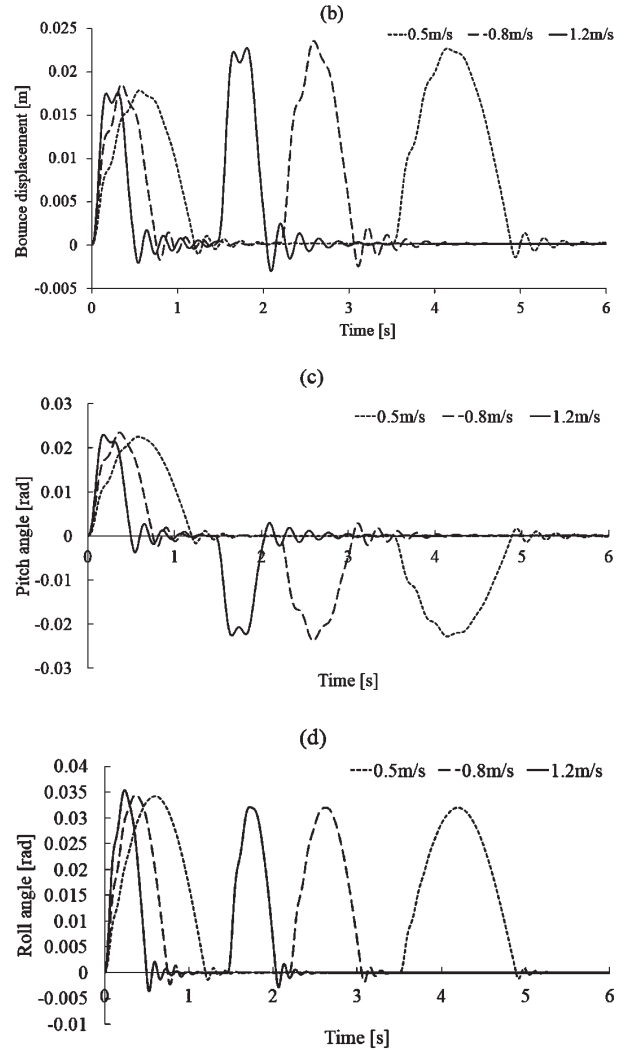 (b)
0.5m/s 0.8m/s 1.2m/s
Bounce displacement [m]
0.025
0.02
0.015
0.01
0.005
0
-0.005
0 1 2 3 4 5 6
Time [s]
(c)
0.5m/s 0.8m/s 1.2m/s
Pitch angle [rad]
0.03
0.02
0.01
0
-0.01
-0.02
-0.03
0 1 2 3 4 5 6
Time [s]
(d)
0.5m/s 0.8m/s 1.2m/s
Roll angle [rad]
0.04
0.035
0.03
0.025
0.02
0.015
0.01
0.005
0
-0.005
-0.01
0 1 2 3 4 5 6
Time [s]